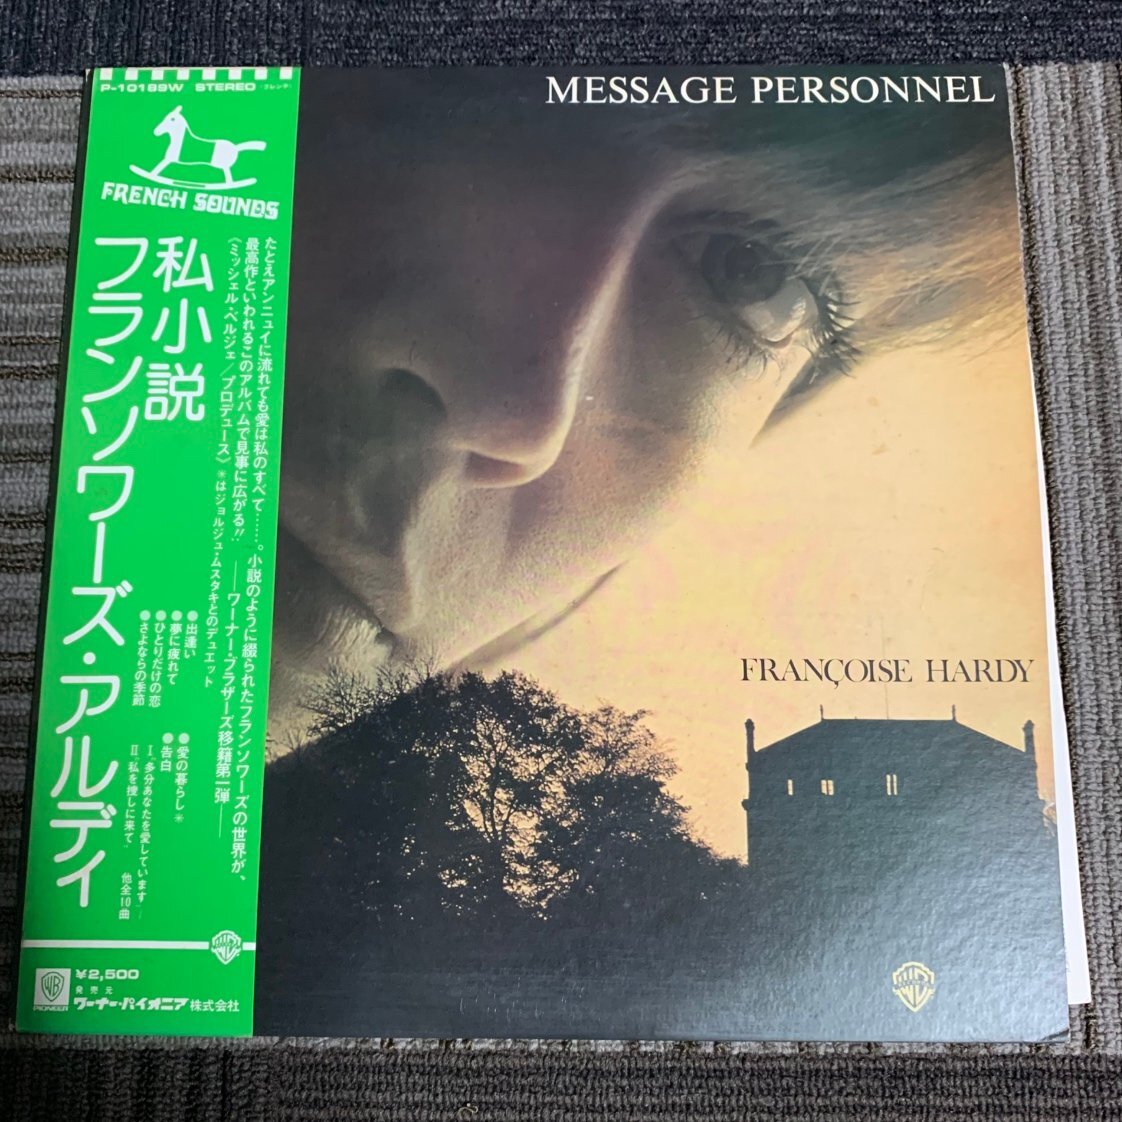 P-10189W STEREO (フレンチ)
FRENCH SOUNDS
たとえアンニュイに流れても愛は私のすべて……。小説のように綴られたフランソワーズの世界が、
最高作といわれるこのアルバムで見事に広がる!! ——ワーナー・ブラザーズ移籍第一弾——
《ミッシェル・ベルジェ/プロデュース》 ＊はジョルジュ・ムスタキとのデュエット
私小説
フランソワーズ・アルディ
●出逢い
●夢に疲れて
●ひとりだけの恋
●さよならの季節
●愛の暮らし＊
●告白
Ⅰ“多分あなたを愛しています”—
Ⅱ“私を捜しに来て”
他全10曲
WB
PIONEER
¥2,500
発売元
ワーナー・パイオニア株式会社
MESSAGE PERSONNEL
FRANÇOISE HARDY